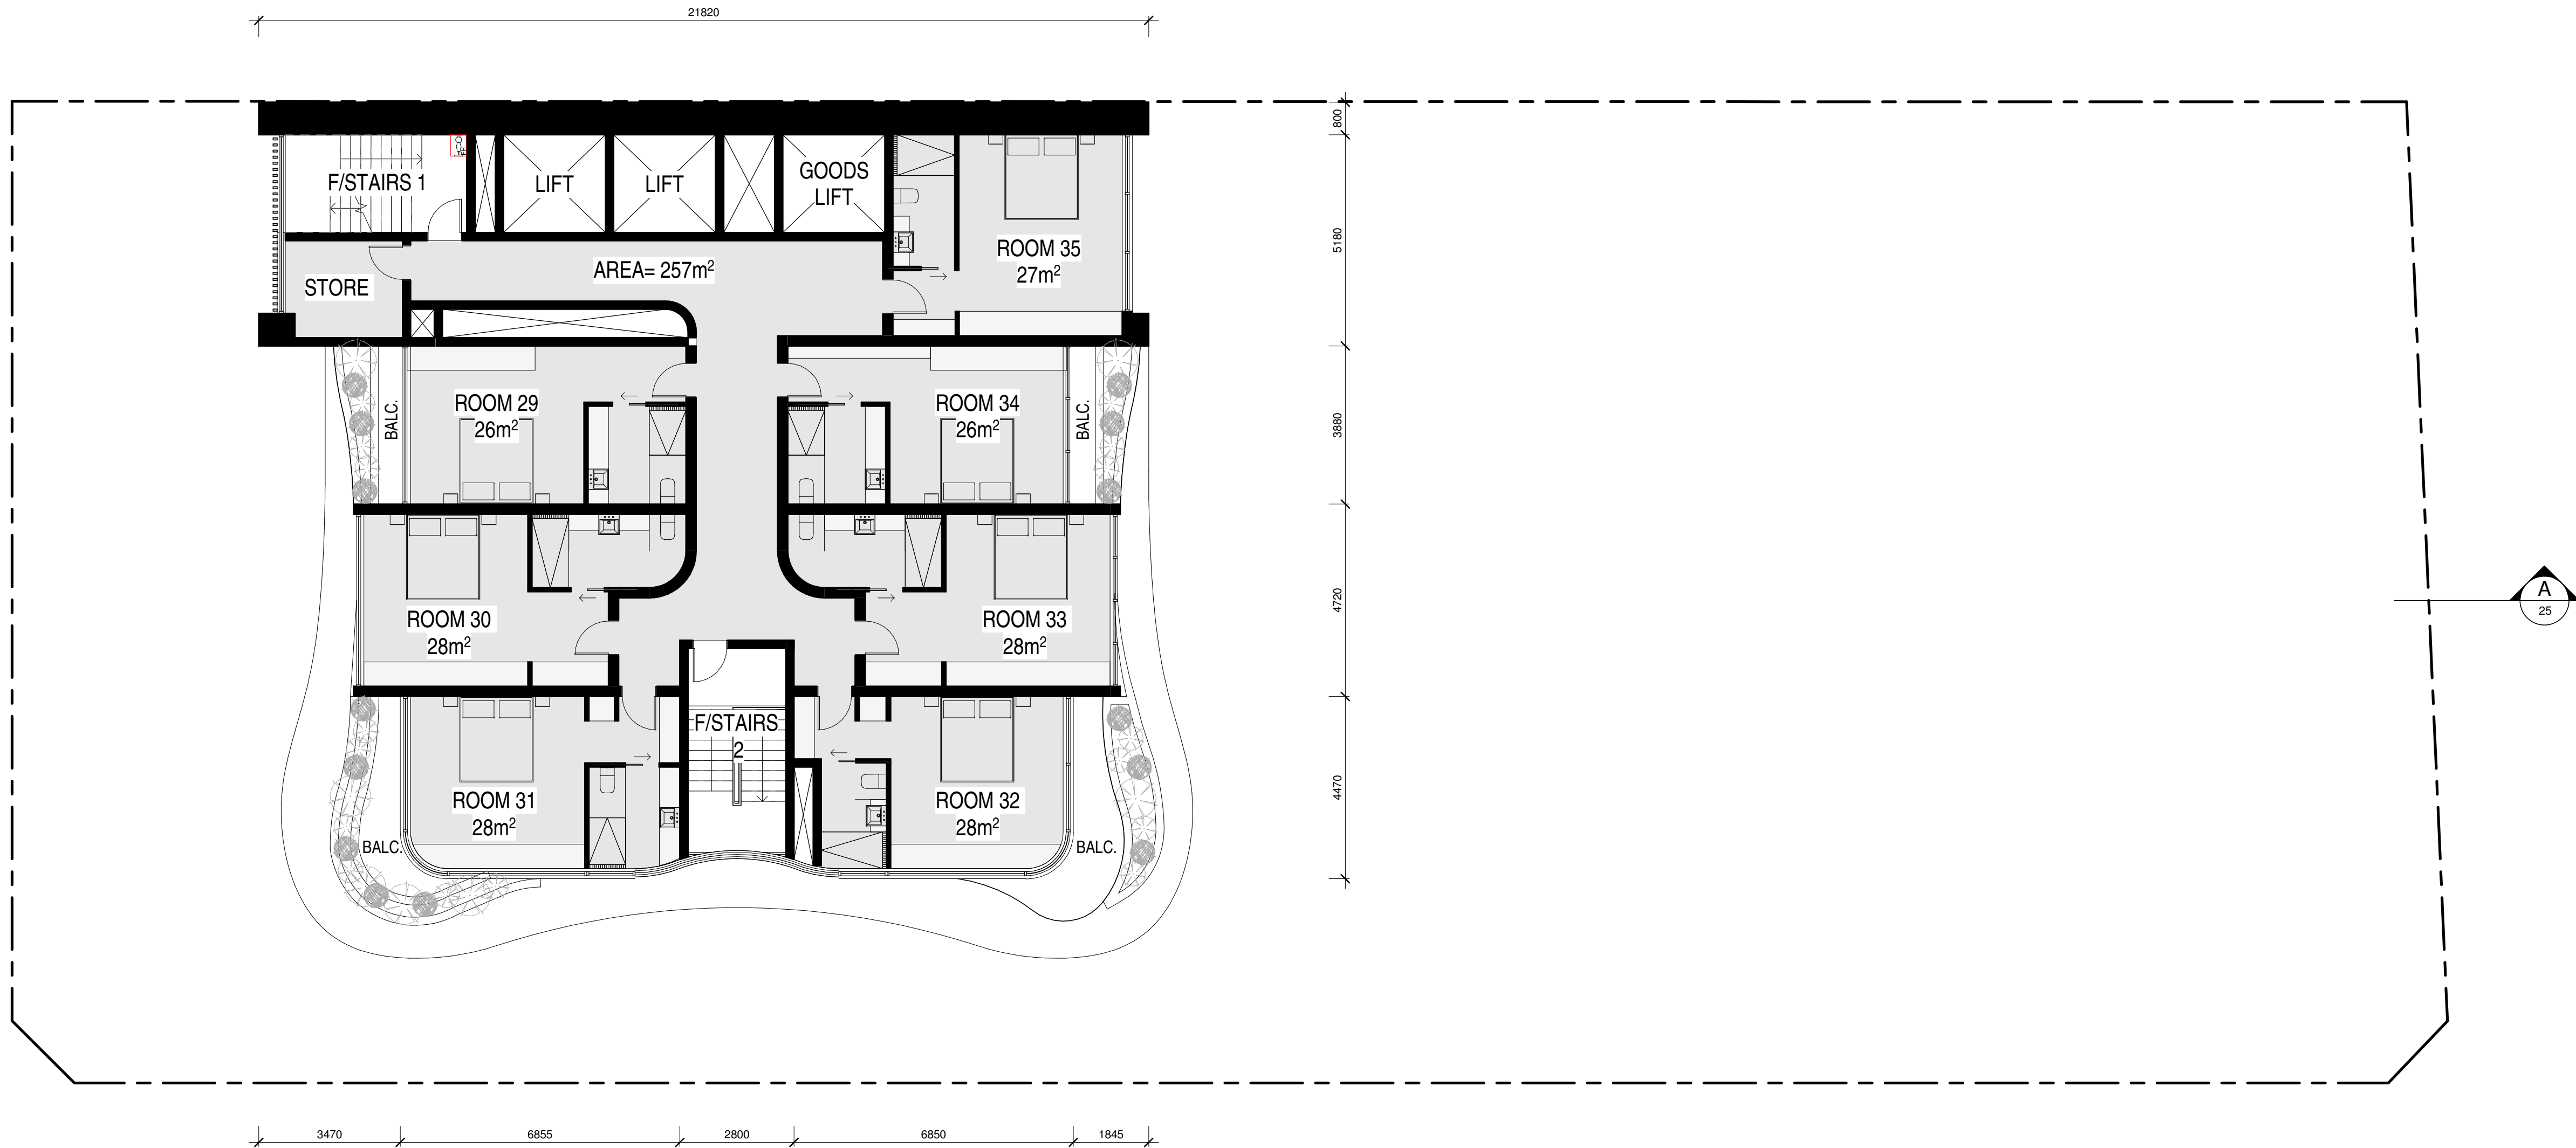 21820
800
F/STAIRS 1
LIFT
LIFT
GOODS
LIFT
ROOM 35
27m²
5180
AREA= 257m²
STORE
ROOM 29
26m²
BALC.
ROOM 34
26m²
BALC.
3880
ROOM 30
28m²
ROOM 33
28m²
4720
A
25
F/STAIRS
2
ROOM 31
28m²
ROOM 32
28m²
4470
BALC.
BALC.
3470
6855
2800
6850
1845